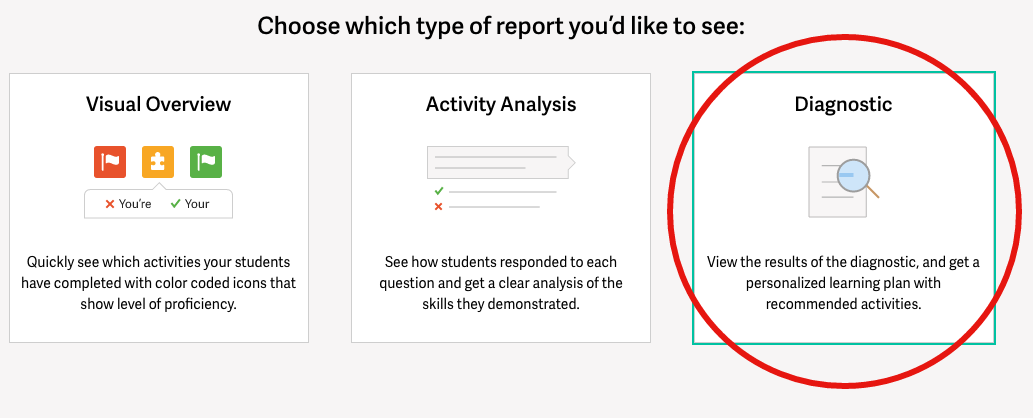 Choose which type of report you'd like to see:
Visual Overview
You're Your
Quickly see which activities your students
have completed with color coded icons that
show level of proficiency.
Activity Analysis
See how students responded to each
question and get a clear analysis of the
skills they demonstrated.
Diagnostic
View the results of the diagnostic, and get a
personalized learning plan with
recommended activities.